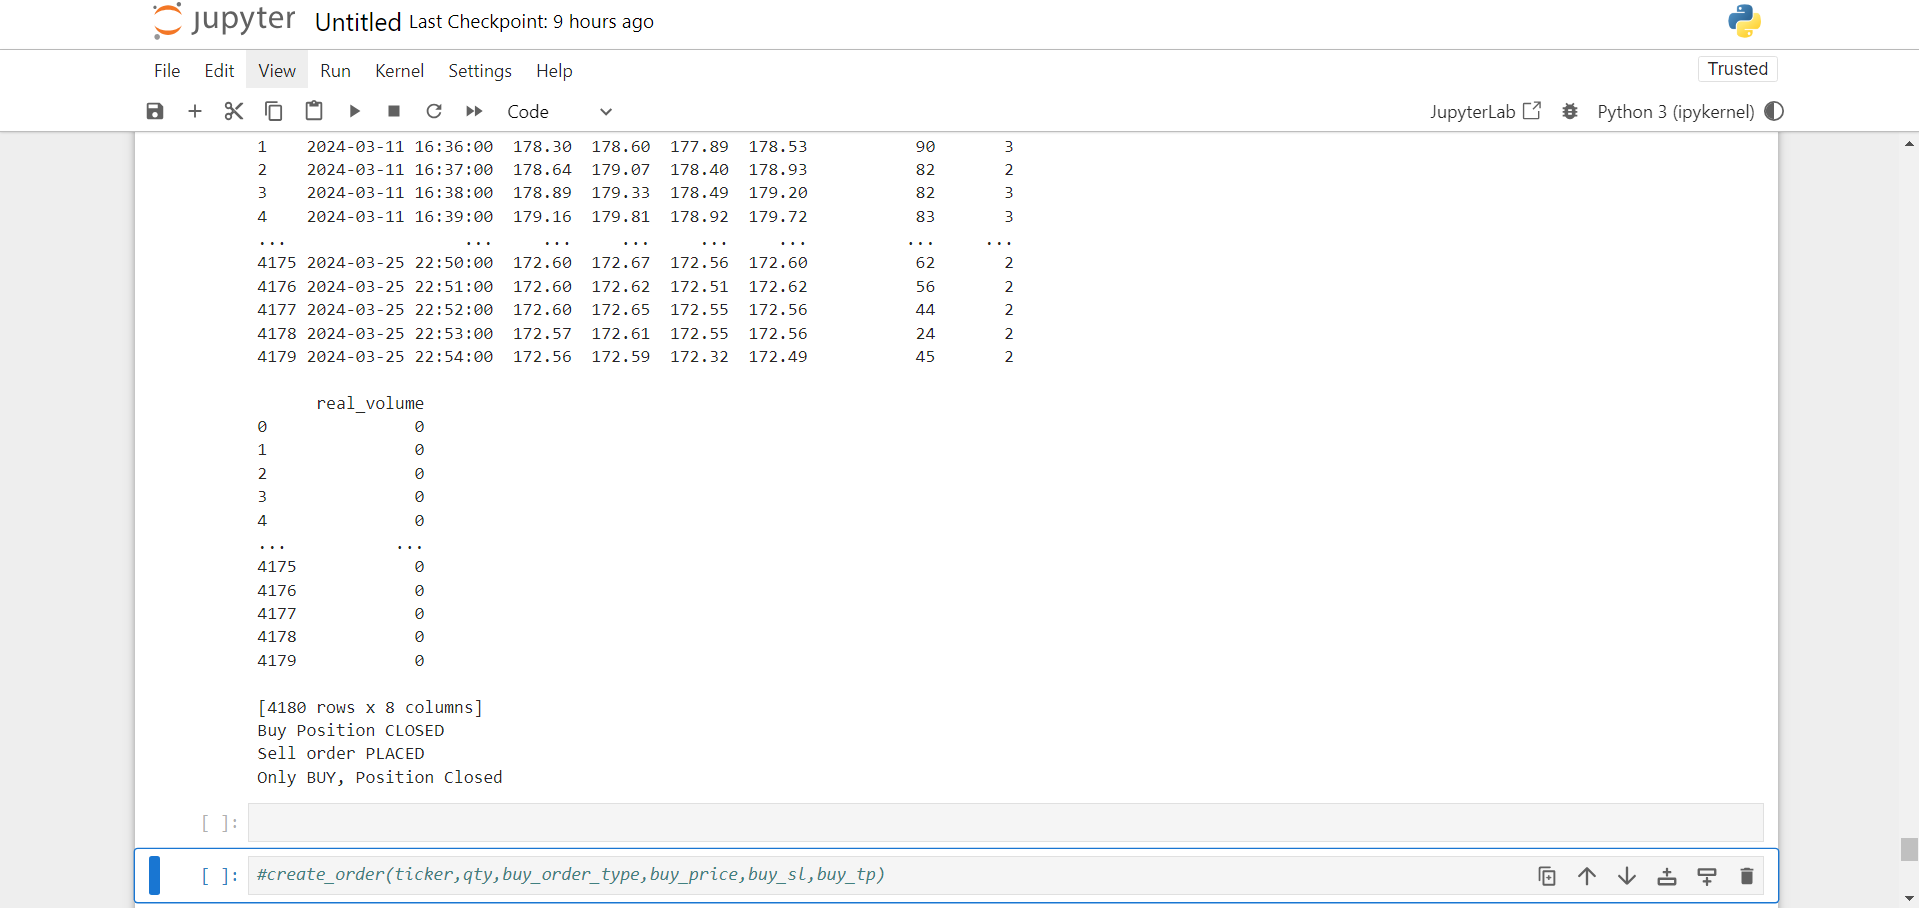 jupyter Untitled Last Checkpoint: 9 hours ago
File Edit View Run Kernel Settings Help
Trusted
Code
JupyterLab Python 3 (ipykernel)
1 2024-03-11 16:36:00 178.30 178.60 177.89 178.53 90 3
2 2024-03-11 16:37:00 178.64 179.07 178.40 178.93 82 2
3 2024-03-11 16:38:00 178.89 179.33 178.49 179.20 82 3
4 2024-03-11 16:39:00 179.16 179.81 178.92 179.72 83 3
... ... ... ... ... ... ... ...
4175 2024-03-25 22:50:00 172.60 172.67 172.56 172.60 62 2
4176 2024-03-25 22:51:00 172.60 172.62 172.51 172.62 56 2
4177 2024-03-25 22:52:00 172.60 172.65 172.55 172.56 44 2
4178 2024-03-25 22:53:00 172.57 172.61 172.55 172.56 24 2
4179 2024-03-25 22:54:00 172.56 172.59 172.32 172.49 45 2
real_volume
0 0
1 0
2 0
3 0
4 0
... ...
4175 0
4176 0
4177 0
4178 0
4179 0
[4180 rows x 8 columns]
Buy Position CLOSED
Sell order PLACED
Only BUY, Position Closed
[ ]:
[ ]: #create_order(ticker,qty,buy_order_type,buy_price,buy_sl,buy_tp)